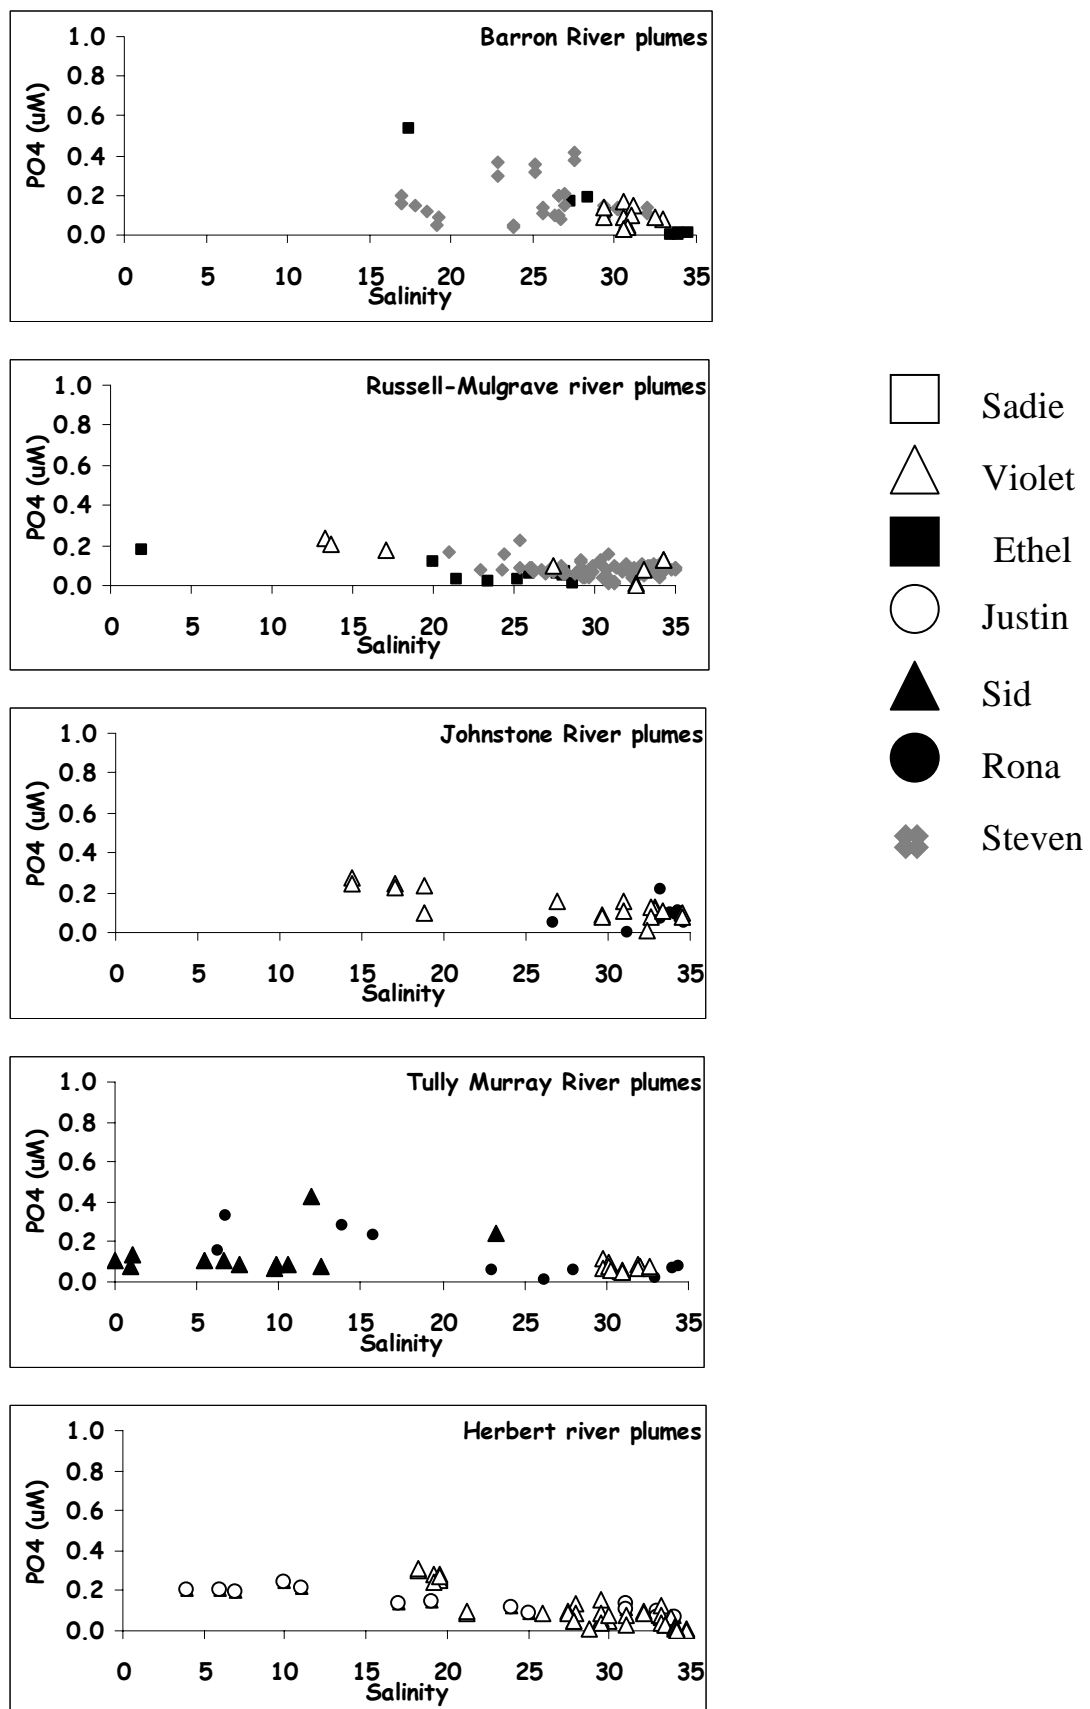 Barron River plumes
1.0
0.8
0.6
0.4
0.2
0.0
PO4 (uM)
0 5 10 15 20 25 30 35
Salinity
Russell-Mulgrave river plumes
1.0
0.8
0.6
0.4
0.2
0.0
PO4 (uM)
0 5 10 15 20 25 30 35
Salinity
Johnstone River plumes
1.0
0.8
0.6
0.4
0.2
0.0
PO4 (uM)
0 5 10 15 20 25 30 35
Salinity
Tully Murray River plumes
1.0
0.8
0.6
0.4
0.2
0.0
PO4 (uM)
0 5 10 15 20 25 30 35
Salinity
Herbert river plumes
1.0
0.8
0.6
0.4
0.2
0.0
PO4 (uM)
0 5 10 15 20 25 30 35
Salinity
Sadie
Violet
Ethel
Justin
Sid
Rona
Steven